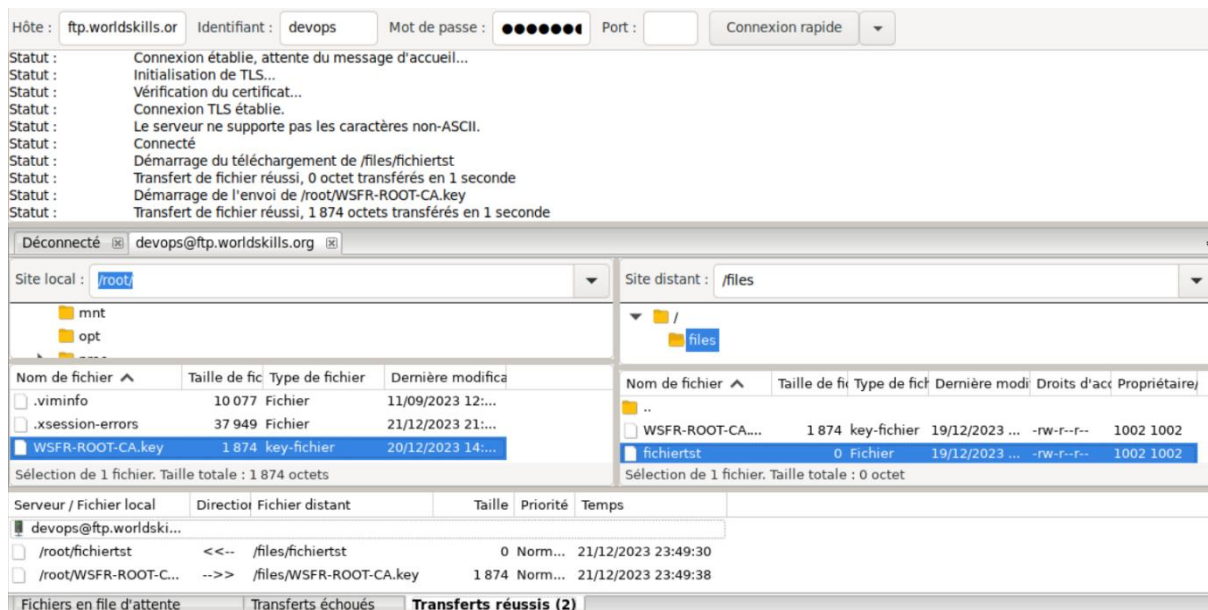 Hôte : ftp.worldskills.or Identifiant : devops Mot de passe : ●●●●●●● Port : Connexion rapide
Statut : Connexion établie, attente du message d'accueil...
Statut : Initialisation de TLS...
Statut : Vérification du certificat...
Statut : Connexion TLS établie.
Statut : Le serveur ne supporte pas les caractères non-ASCII.
Statut : Connecté
Statut : Démarrage du téléchargement de /files/fichiertst
Statut : Transfert de fichier réussi, 0 octet transférés en 1 seconde
Statut : Démarrage de l'envoi de /root/WSFR-ROOT-CA.key
Statut : Transfert de fichier réussi, 1 874 octets transférés en 1 seconde
Déconnecté devops@ftp.worldskills.org
Site local : /root/
mnt
opt
Nom de fichier Taille de fic Type de fichier Dernière modifica
.viminfo 10 077 Fichier 11/09/2023 12:...
.xsession-errors 37 949 Fichier 21/12/2023 21:...
WSFR-ROOT-CA.key 1 874 key-fichier 20/12/2023 14:...
Sélection de 1 fichier. Taille totale : 1 874 octets
Site distant : /files
/
files
Nom de fichier Taille de fi Type de fich Dernière modi Droits d'acc Propriétaire/
..
WSFR-ROOT-CA.... 1 874 key-fichier 19/12/2023 ... -rw-r--r-- 1002 1002
fichiertst 0 Fichier 19/12/2023 ... -rw-r--r-- 1002 1002
Sélection de 1 fichier. Taille totale : 0 octet
Serveur / Fichier local Direction Fichier distant Taille Priorité Temps
devops@ftp.worldski...
/root/fichiertst <<-- /files/fichiertst 0 Norm... 21/12/2023 23:49:30
/root/WSFR-ROOT-C... -->> /files/WSFR-ROOT-CA.key 1 874 Norm... 21/12/2023 23:49:38
Fichiers en file d'attente Transferts échoués Transferts réussis (2)